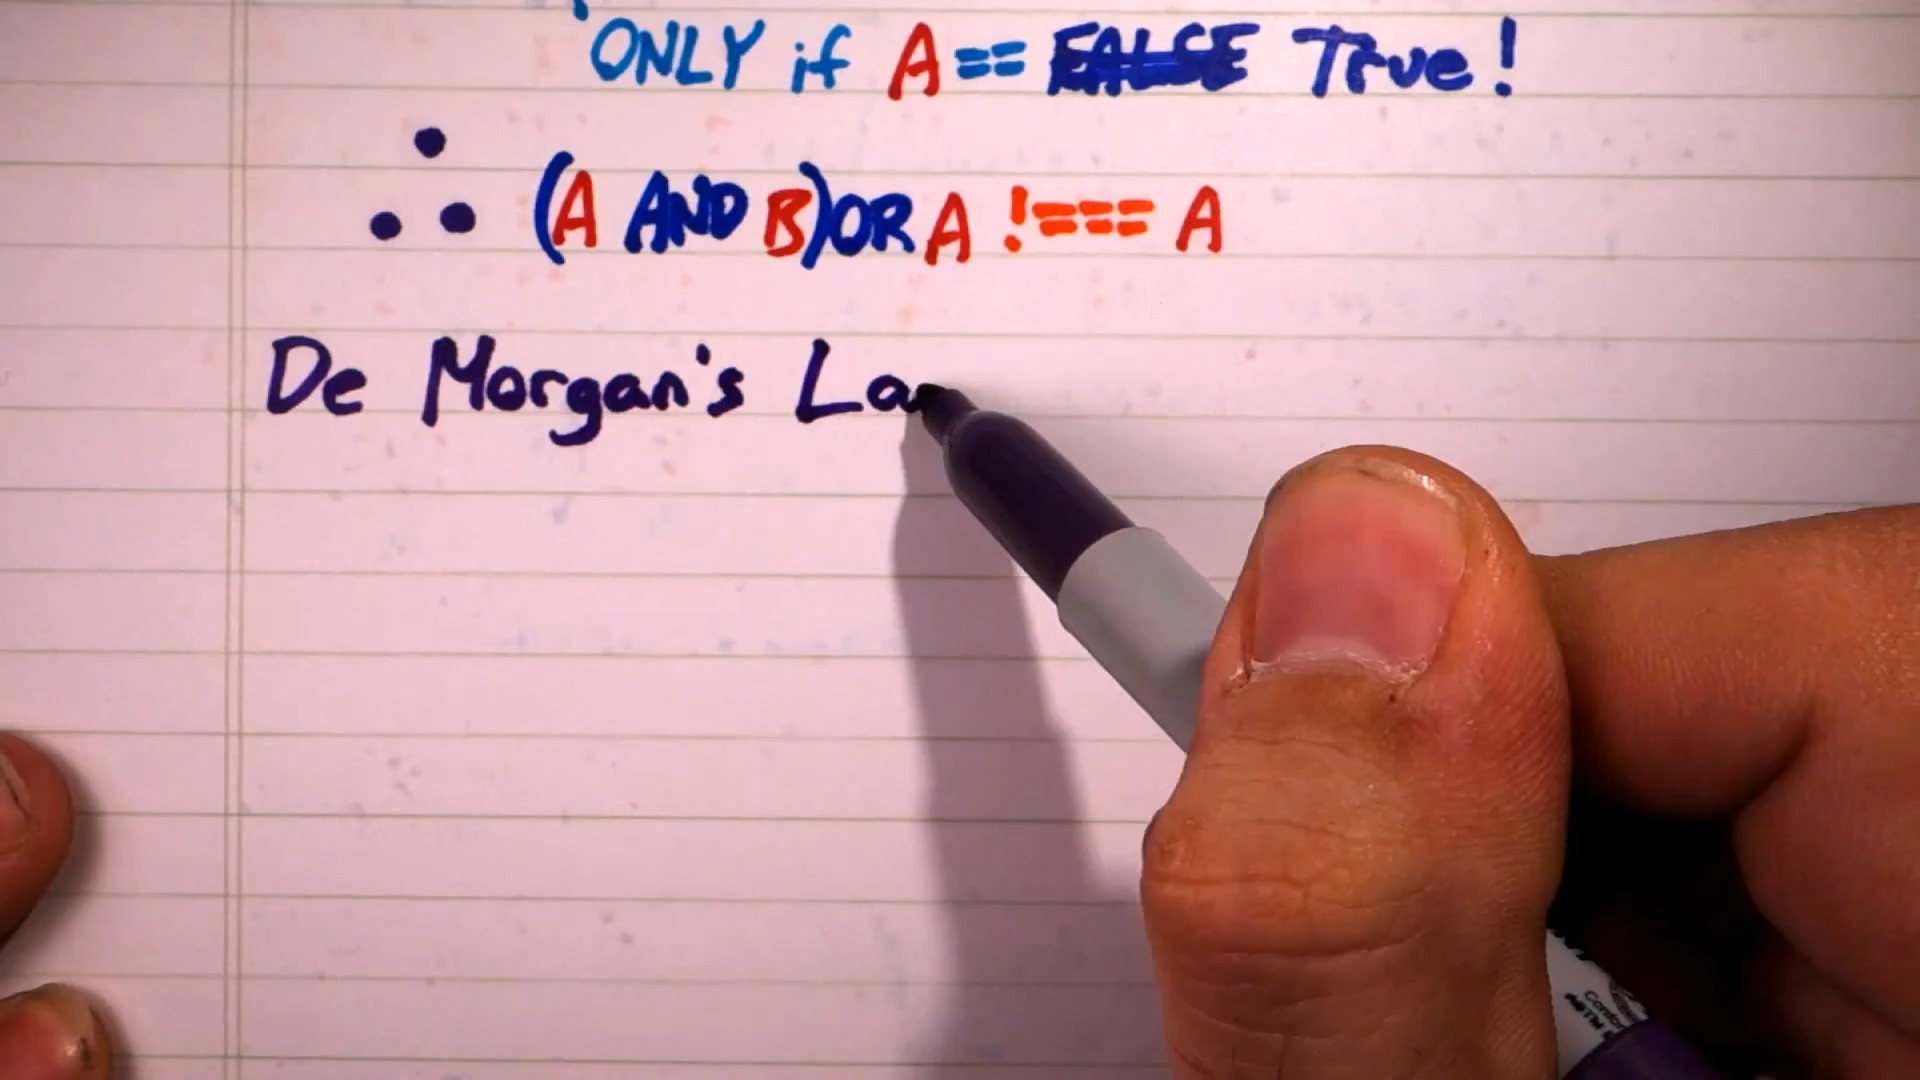 ONLY if A == FALSE True!
∴ (A AND B) OR A !=== A
De Morgan's La